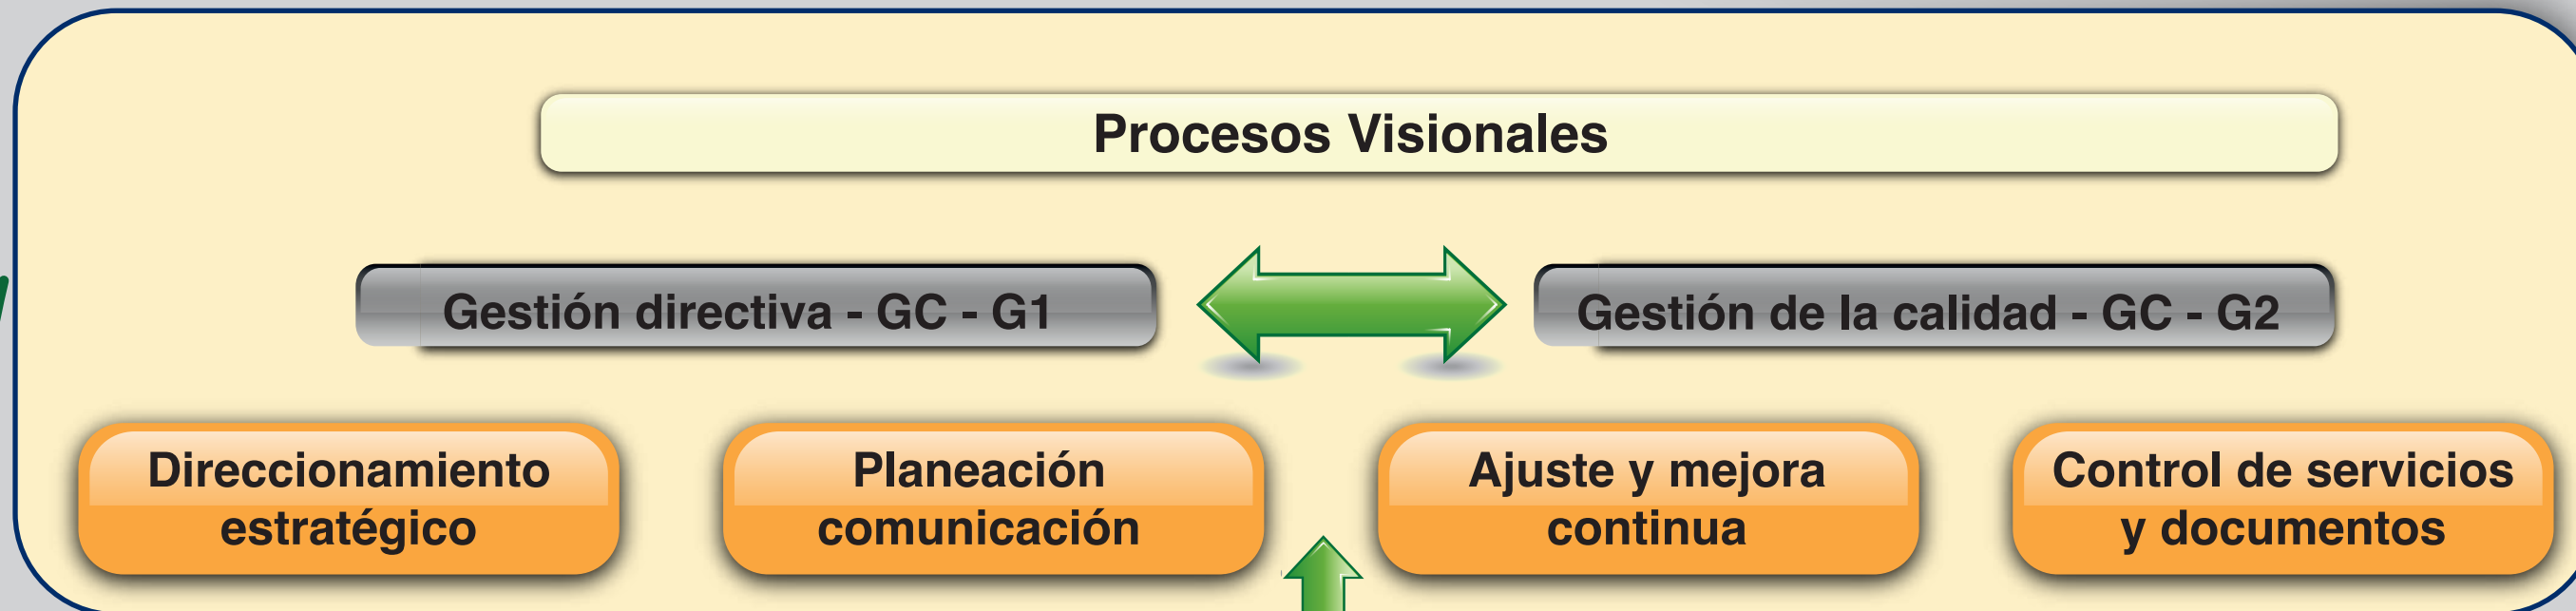 Procesos Visionales
Gestión directiva - GC - G1
Gestión de la calidad - GC - G2
Direccionamiento
estratégico
Planeación
comunicación
Ajuste y mejora
continua
Control de servicios
y documentos